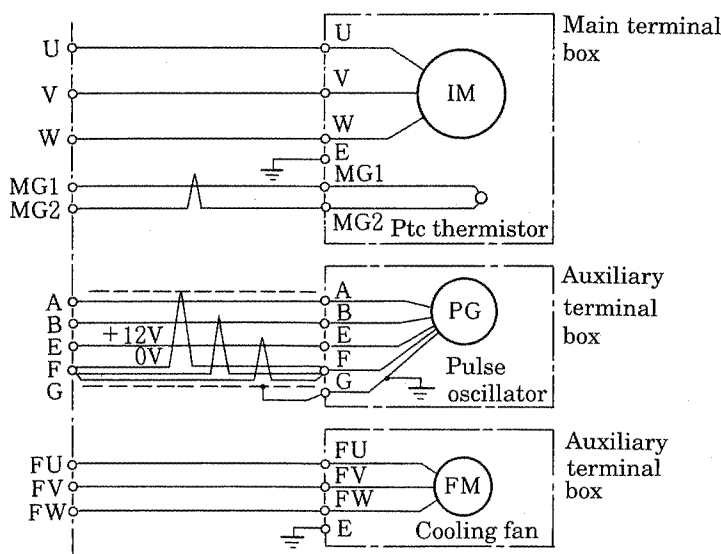 U
U
Main terminal
box
V
V
IM
W
W
E
MG1
MG1
MG2
MG2
Ptc thermistor
A
A
Auxiliary
terminal
box
B
B
PG
E
+12V
E
F
0V
F
G
G
Pulse
oscillator
FU
FU
Auxiliary
terminal
box
FV
FV
FM
FW
FW
E
Cooling fan